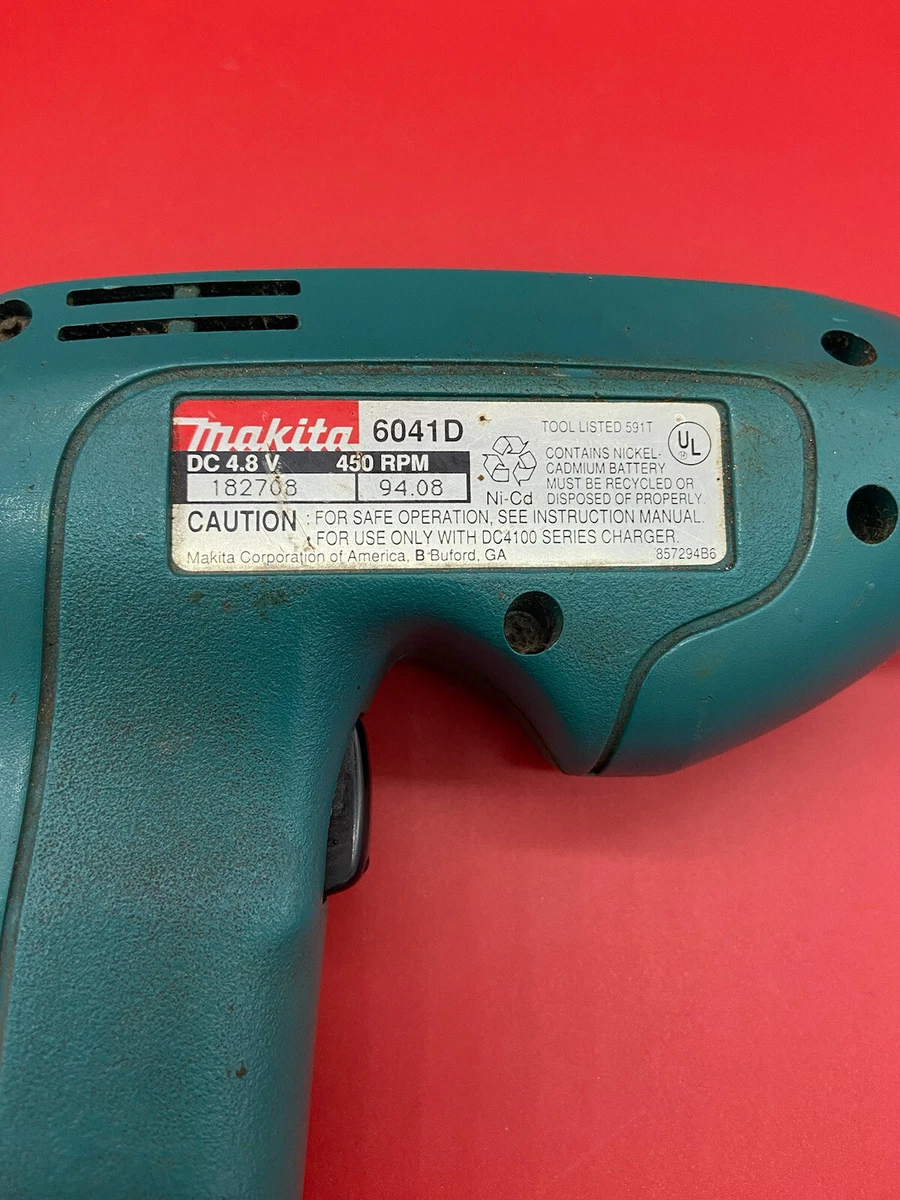 makita 6041D
DC 4.8 V 450 RPM
182708 94.08
Ni-Cd
TOOL LISTED 591T
UL
CONTAINS NICKEL-
CADMIUM BATTERY
MUST BE RECYCLED OR
DISPOSED OF PROPERLY.
CAUTION : FOR SAFE OPERATION, SEE INSTRUCTION MANUAL.
: FOR USE ONLY WITH DC4100 SERIES CHARGER.
Makita Corporation of America, B Buford, GA 857294B6